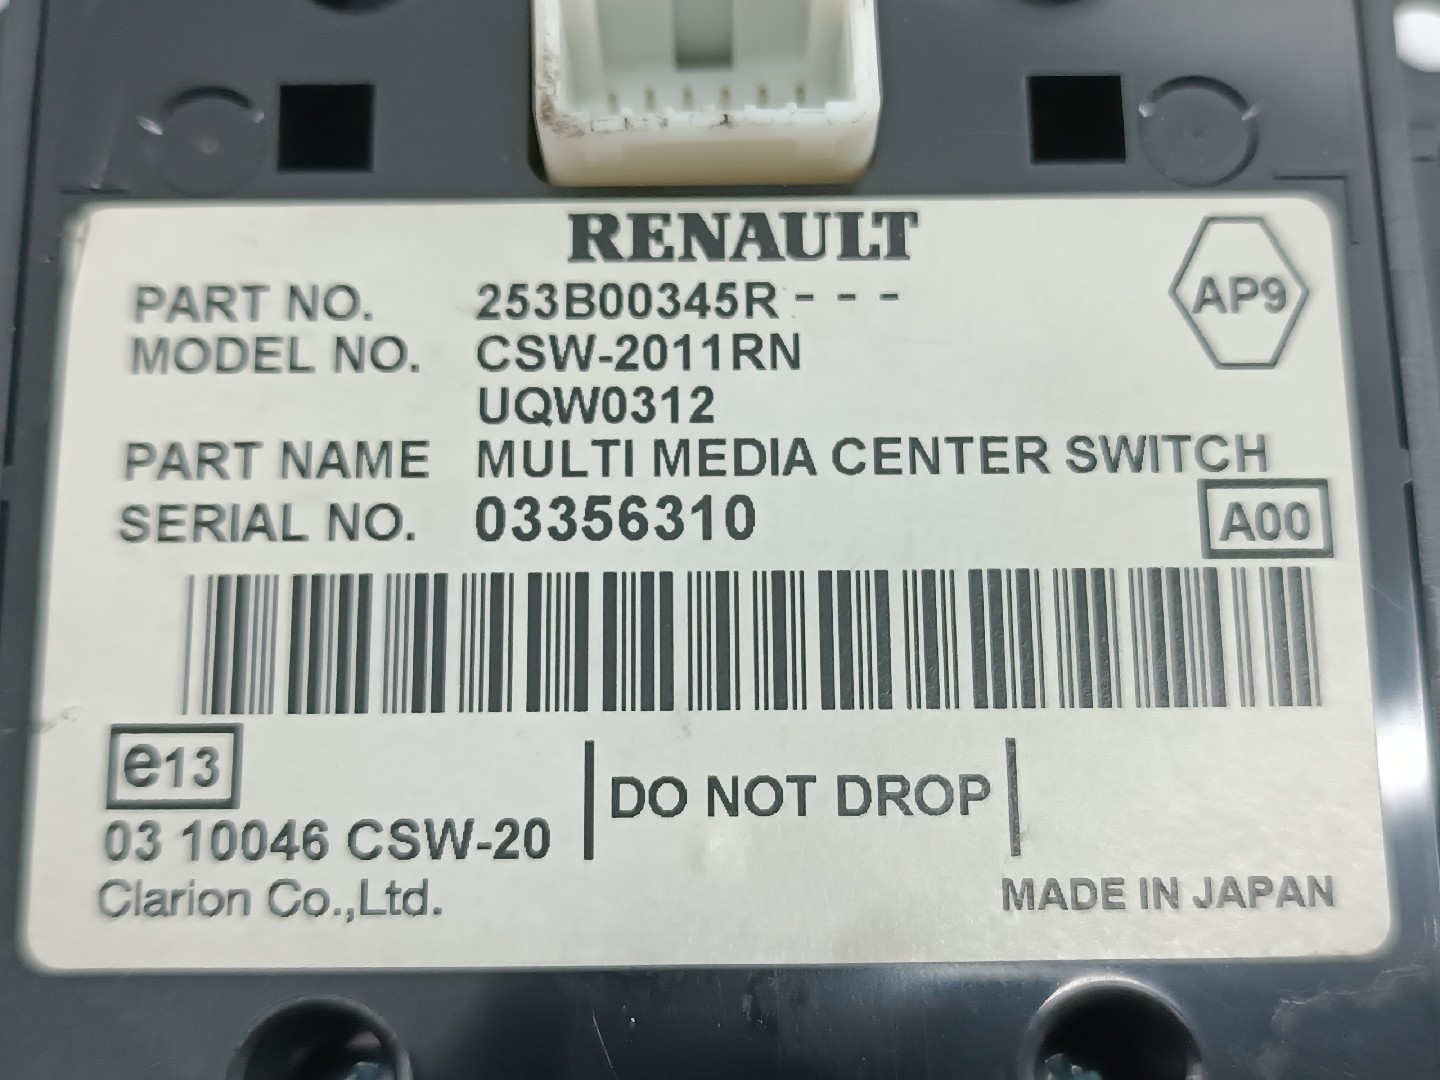 RENAULT
AP9
PART NO. 253B00345R - - -
MODEL NO. CSW-2011RN
UQW0312
PART NAME MULTI MEDIA CENTER SWITCH
SERIAL NO. 03356310
A00
e13
DO NOT DROP
03 10046 CSW-20
Clarion Co.,Ltd.
MADE IN JAPAN